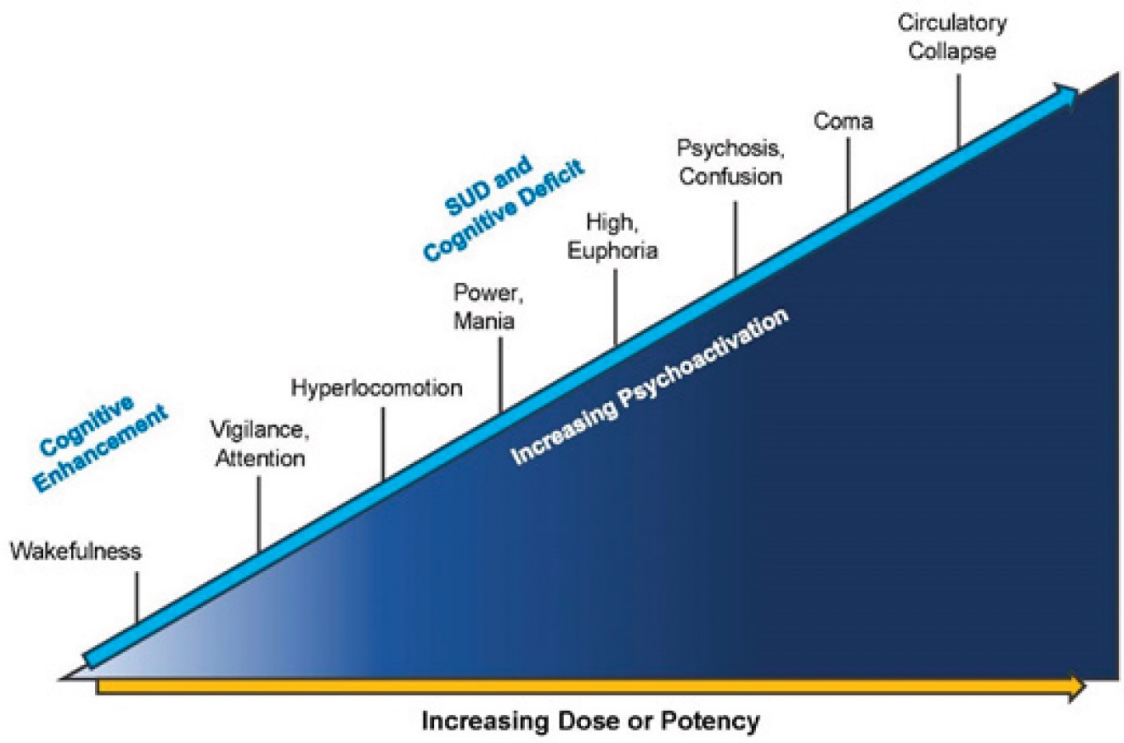 Circulatory
Collapse
Coma
Psychosis,
Confusion
SUD and
Cognitive Deficit
High,
Euphoria
Power,
Mania
Increasing Psychoactivation
Hyperlocomotion
Cognitive
Enhancement
Vigilance,
Attention
Wakefulness
Increasing Dose or Potency